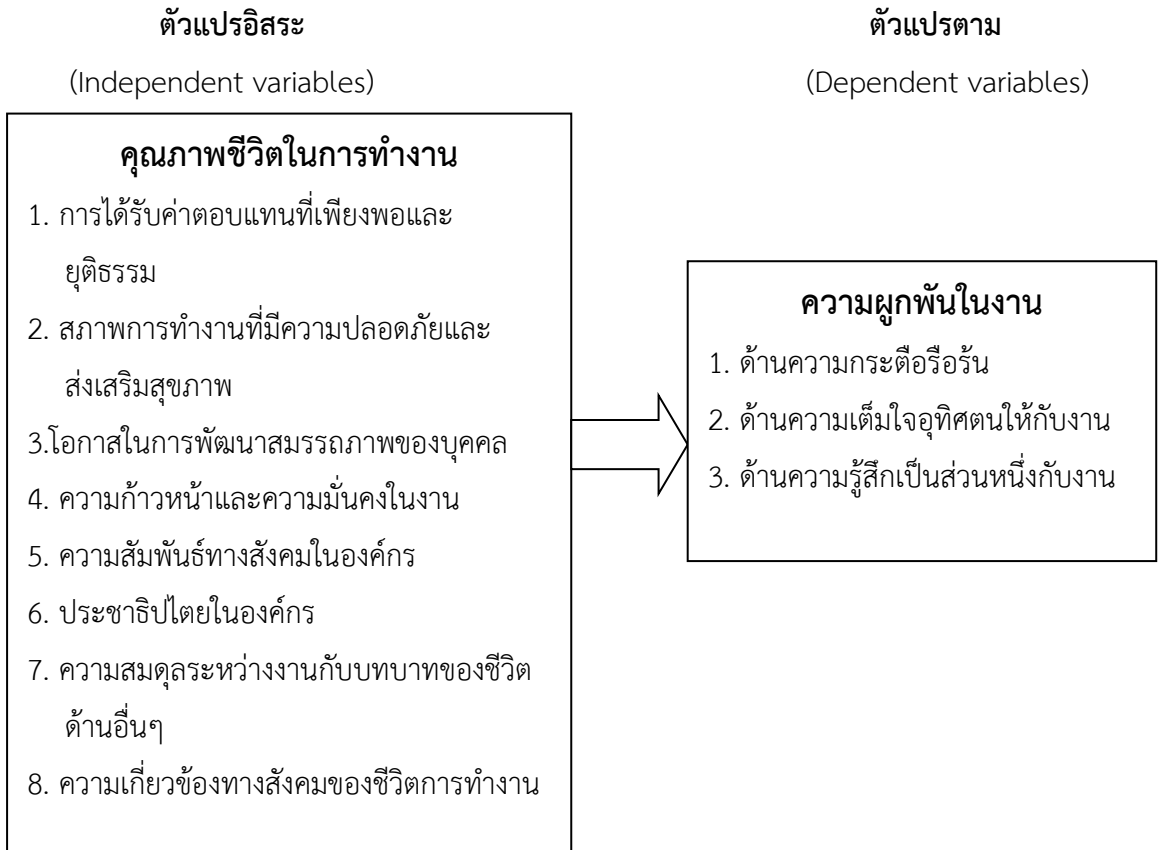 ตัวแปรอิสระ
(Independent variables)
คุณภาพชีวิตในการทำงาน
1. การได้รับค่าตอบแทนที่เพียงพอและ
ยุติธรรม
2. สภาพการทำงานที่มีความปลอดภัยและ
ส่งเสริมสุขภาพ
3.โอกาสในการพัฒนาสมรรถภาพของบุคคล
4. ความก้าวหน้าและความมั่นคงในงาน
5. ความสัมพันธ์ทางสังคมในองค์กร
6. ประชาธิปไตยในองค์กร
7. ความสมดุลระหว่างงานกับบทบาทของชีวิต
ด้านอื่นๆ
8. ความเกี่ยวข้องทางสังคมของชีวิตการทำงาน
ตัวแปรตาม
(Dependent variables)
ความผูกพันในงาน
1. ด้านความกระตือรือร้น
2. ด้านความเต็มใจอุทิศตนให้กับงาน
3. ด้านความรู้สึกเป็นส่วนหนึ่งกับงาน